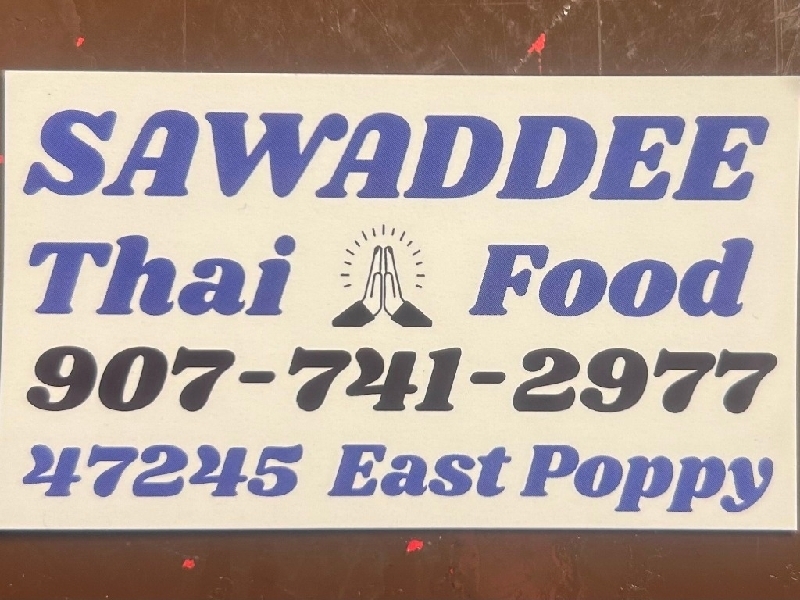 SAWADDEE
Thai Food
907-741-2977
47245 East Poppy